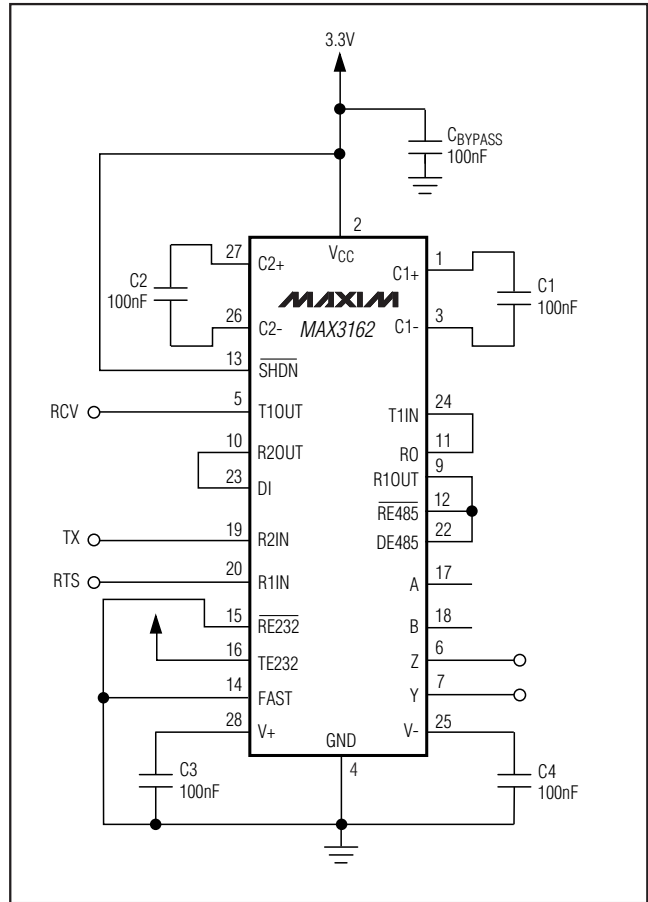 3.3V
CBYPASS
100nF
2
VCC
27
C2+
C2
100nF
26
C2-
1
C1+
C1
100nF
3
C1-
MAXIM
MAX3162
13
SHDN
RCV
5
T1OUT
10
R2OUT
23
DI
TX
19
R2IN
RTS
20
R1IN
15
RE232
16
TE232
14
FAST
28
V+
24
T1IN
11
RO
9
R1OUT
12
RE485
22
DE485
17
A
18
B
6
Z
7
Y
25
V-
GND
4
C3
100nF
C4
100nF